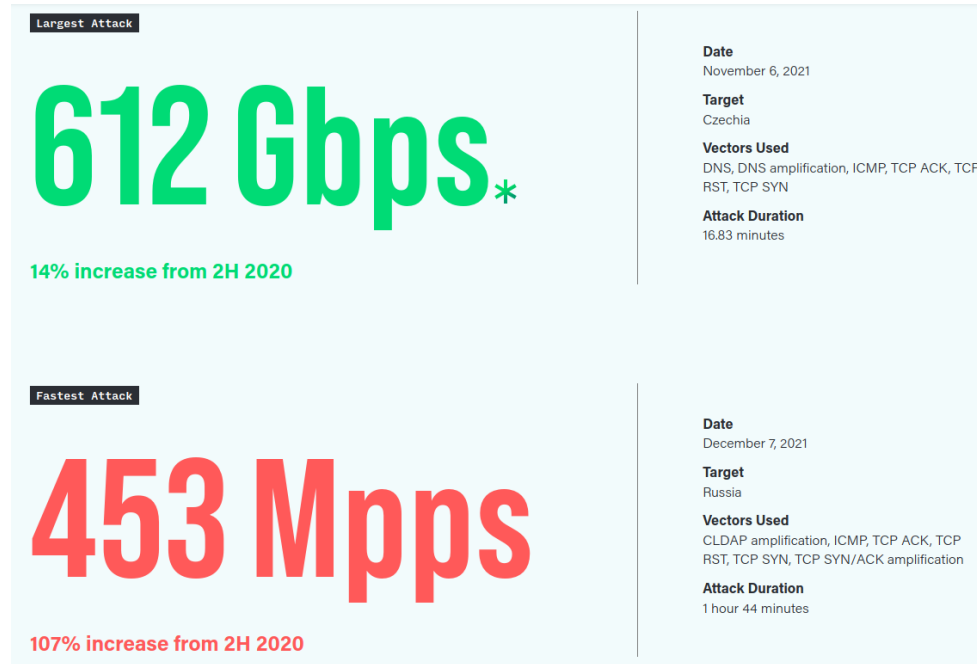 Largest Attack
612 Gbps*
14% increase from 2H 2020
Date
November 6, 2021
Target
Czechia
Vectors Used
DNS, DNS amplification, ICMP, TCP ACK, TCP
RST, TCP SYN
Attack Duration
16.83 minutes
Fastest Attack
453 Mpps
107% increase from 2H 2020
Date
December 7, 2021
Target
Russia
Vectors Used
CLDAP amplification, ICMP, TCP ACK, TCP
RST, TCP SYN, TCP SYN/ACK amplification
Attack Duration
1 hour 44 minutes